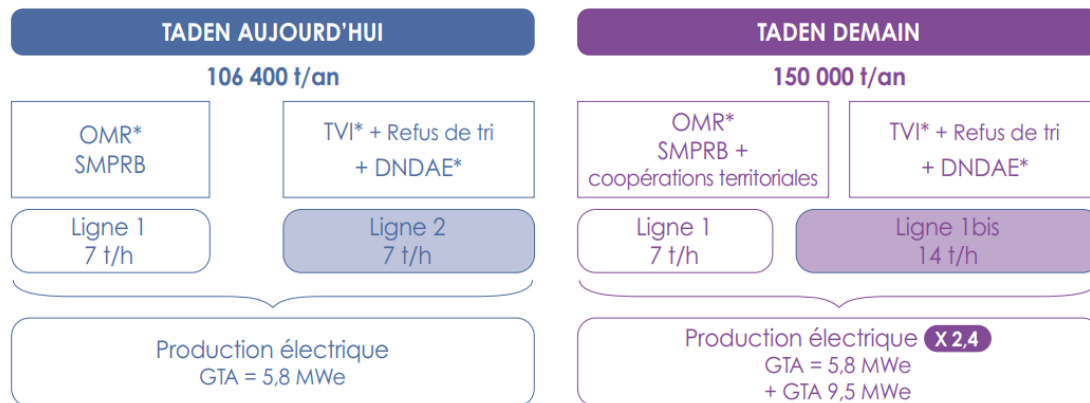 TADEN AUJOURD'HUI
106 400 t/an
OMR*
SMPRB
TVI* + Refus de tri
+ DNDAE*
Ligne 1
7 t/h
Ligne 2
7 t/h
Production électrique
GTA = 5,8 MWe
TADEN DEMAIN
150 000 t/an
OMR*
SMPRB +
coopérations territoriales
TVI* + Refus de tri
+ DNDAE*
Ligne 1
7 t/h
Ligne 1bis
14 t/h
Production électrique X 2,4
GTA = 5,8 MWe
+ GTA 9,5 MWe